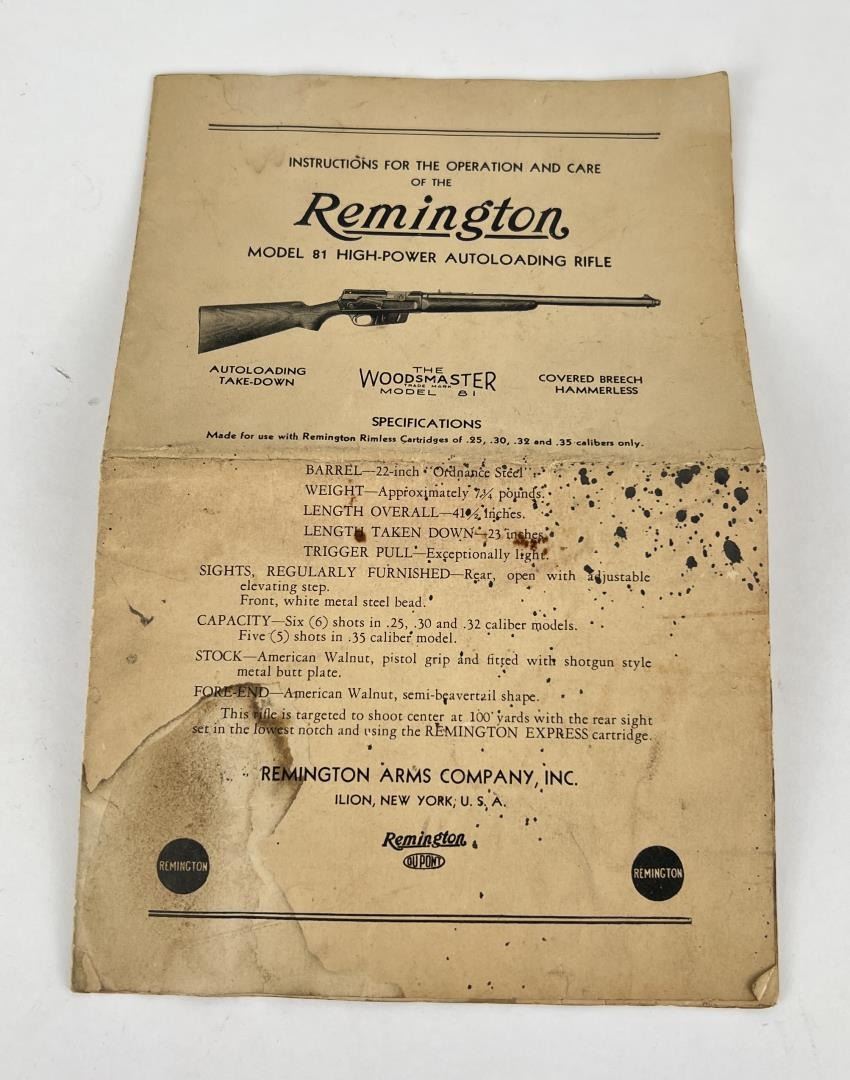 INSTRUCTIONS FOR THE OPERATION AND CARE
OF THE
Remington
MODEL 81 HIGH-POWER AUTOLOADING RIFLE
AUTOLOADING
TAKE-DOWN
THE
WOODSMASTER
TRADE MARK
MODEL 81
COVERED BREECH
HAMMERLESS
SPECIFICATIONS
Made for use with Remington Rimless Cartridges of .25, .30, .32 and .35 calibers only.
BARREL—22-inch "Ordnance Steel"
WEIGHT—Approximately 7¾ pounds.
LENGTH OVERALL—41½ inches.
LENGTH TAKEN DOWN—23 inches.
TRIGGER PULL—Exceptionally light.
SIGHTS, REGULARLY FURNISHED—Rear, open with adjustable
elevating step.
Front, white metal steel bead.
CAPACITY—Six (6) shots in .25, .30 and .32 caliber models.
Five (5) shots in .35 caliber model.
STOCK—American Walnut, pistol grip and fitted with shotgun style
metal butt plate.
FORE-END—American Walnut, semi-beavertail shape.
This rifle is targeted to shoot center at 100 yards with the rear sight
set in the lowest notch and using the REMINGTON EXPRESS cartridge.
REMINGTON ARMS COMPANY, INC.
ILION, NEW YORK, U. S. A.
Remington
DU PONT
REMINGTON
REMINGTON